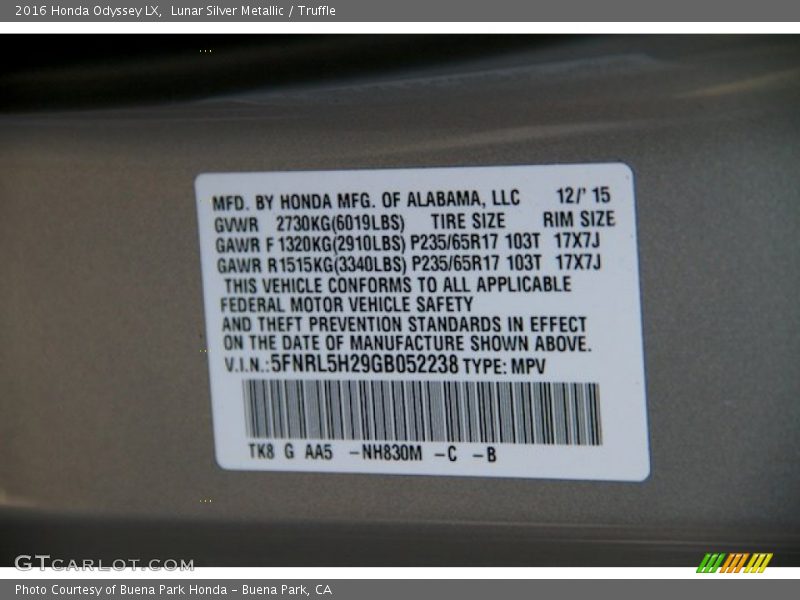 2016 Honda Odyssey LX, Lunar Silver Metallic / Truffle
MFD. BY HONDA MFG. OF ALABAMA, LLC 12/' 15
GVWR 2730KG(6019LBS) TIRE SIZE RIM SIZE
GAWR F 1320KG(2910LBS) P235/65R17 103T 17X7J
GAWR R1515KG(3340LBS) P235/65R17 103T 17X7J
THIS VEHICLE CONFORMS TO ALL APPLICABLE
FEDERAL MOTOR VEHICLE SAFETY
AND THEFT PREVENTION STANDARDS IN EFFECT
ON THE DATE OF MANUFACTURE SHOWN ABOVE.
V.I.N.:5FNRL5H29GB052238 TYPE: MPV
TK8 G AA5 -NH830M -C -B
GTCARLOT.COM
Photo Courtesy of Buena Park Honda - Buena Park, CA